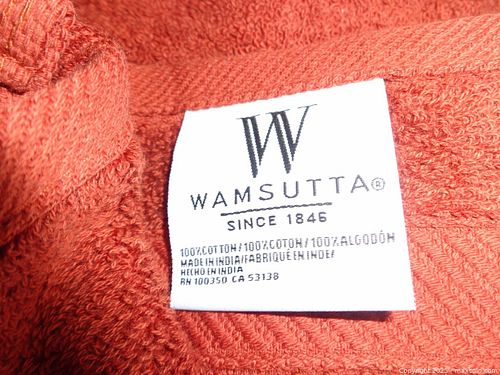 W
WAMSUTTA®
SINCE 1846
100%COTTON/100%COTON/100%ALGODÓN
MADE IN INDIA/FABRIQUÉ EN INDE/
HECHO EN INDIA
RN 100350 CA 53138